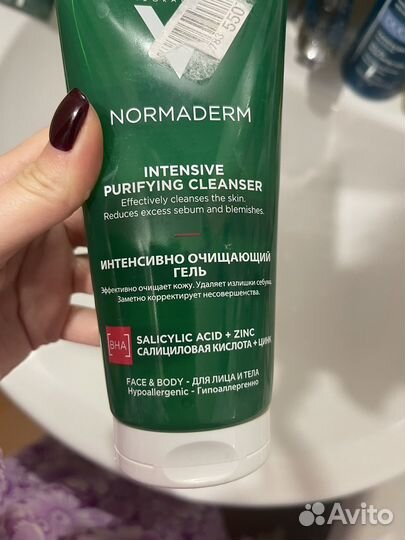 783 5501
NORMADERM
INTENSIVE
PURIFYING CLEANSER
Effectively cleanses the skin.
Reduces excess sebum and blemishes.
ИНТЕНСИВНО ОЧИЩАЮЩИЙ
ГЕЛЬ
Эффективно очищает кожу. Удаляет излишки себума
Заметно корректирует несовершенства.
[BHA]
SALICYLIC ACID + ZINC
САЛИЦИЛОВАЯ КИСЛОТА + ЦИНК
FACE & BODY - ДЛЯ ЛИЦА И ТЕЛА
Hypoallergenic - Гипоаллергенно
Avito